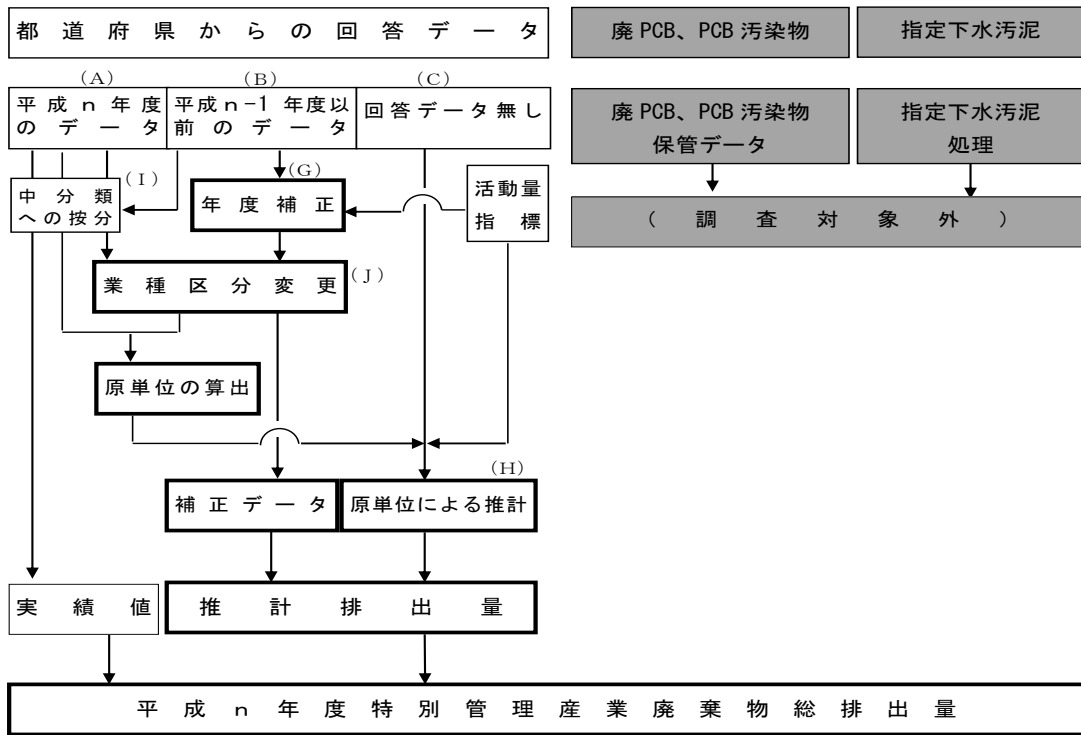 都道府県からの回答データ
廃PCB、PCB汚染物
指定下水汚泥
(A)
(B)
(C)
平成n年度
のデータ
平成n-1年度以
前のデータ
回答データ無し
廃PCB、PCB汚染物
保管データ
指定下水汚泥
処理
(I)
(G)
中分類
への按分
年度補正
活動量
指標
(調査対象外)
業種区分変更
(J)
原単位の算出
(H)
補正データ
原単位による推計
実績値
推計排出量
平成n年度特別管理産業廃棄物総排出量